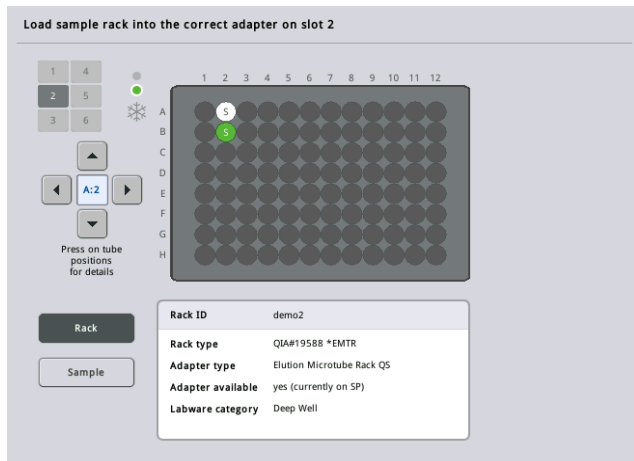 Load sample rack into the correct adapter on slot 2
1 4
2 5
3 6
1 2 3 4 5 6 7 8 9 10 11 12
A S
B S
C
D
E
F
G
H
A:2
Press on tube
positions
for details
Rack
Sample
Rack ID demo2
Rack type QIA#19588 *EMTR
Adapter type Elution Microtube Rack QS
Adapter available yes (currently on SP)
Labware category Deep Well